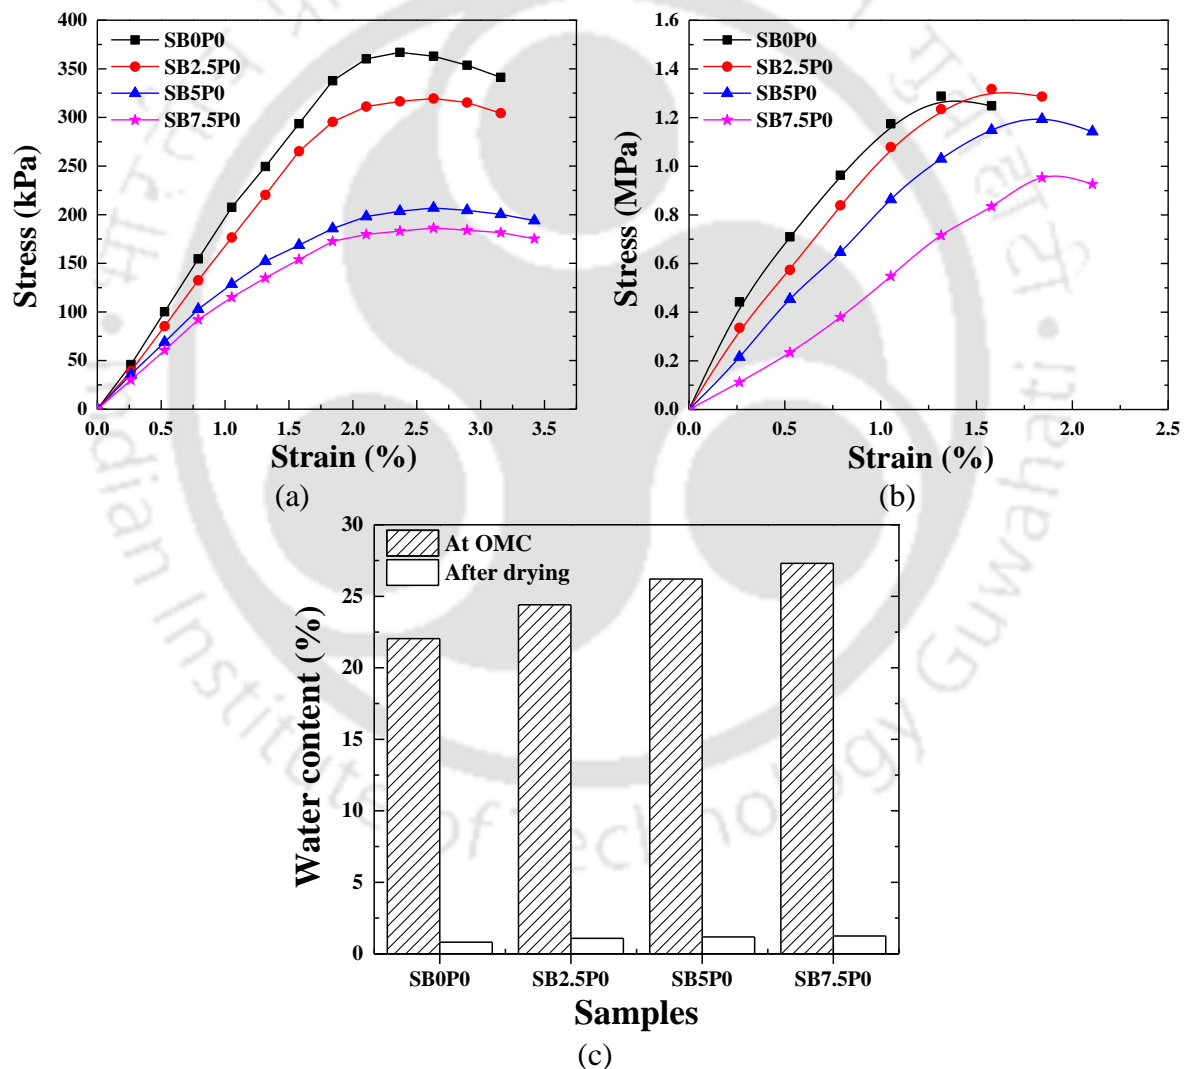 400
350
300
250
200
150
100
50
0
Stress (kPa)
SB0P0
SB2.5P0
SB5P0
SB7.5P0
0.0 0.5 1.0 1.5 2.0 2.5 3.0 3.5
Strain (%)
(a)
1.6
1.4
1.2
1.0
0.8
0.6
0.4
0.2
0.0
Stress (MPa)
SB0P0
SB2.5P0
SB5P0
SB7.5P0
0.0 0.5 1.0 1.5 2.0 2.5
Strain (%)
(b)
30
25
20
15
10
5
0
Water content (%)
At OMC
After drying
SB0P0 SB2.5P0 SB5P0 SB7.5P0
Samples
(c)
Indian Institute of Technology Guwahati